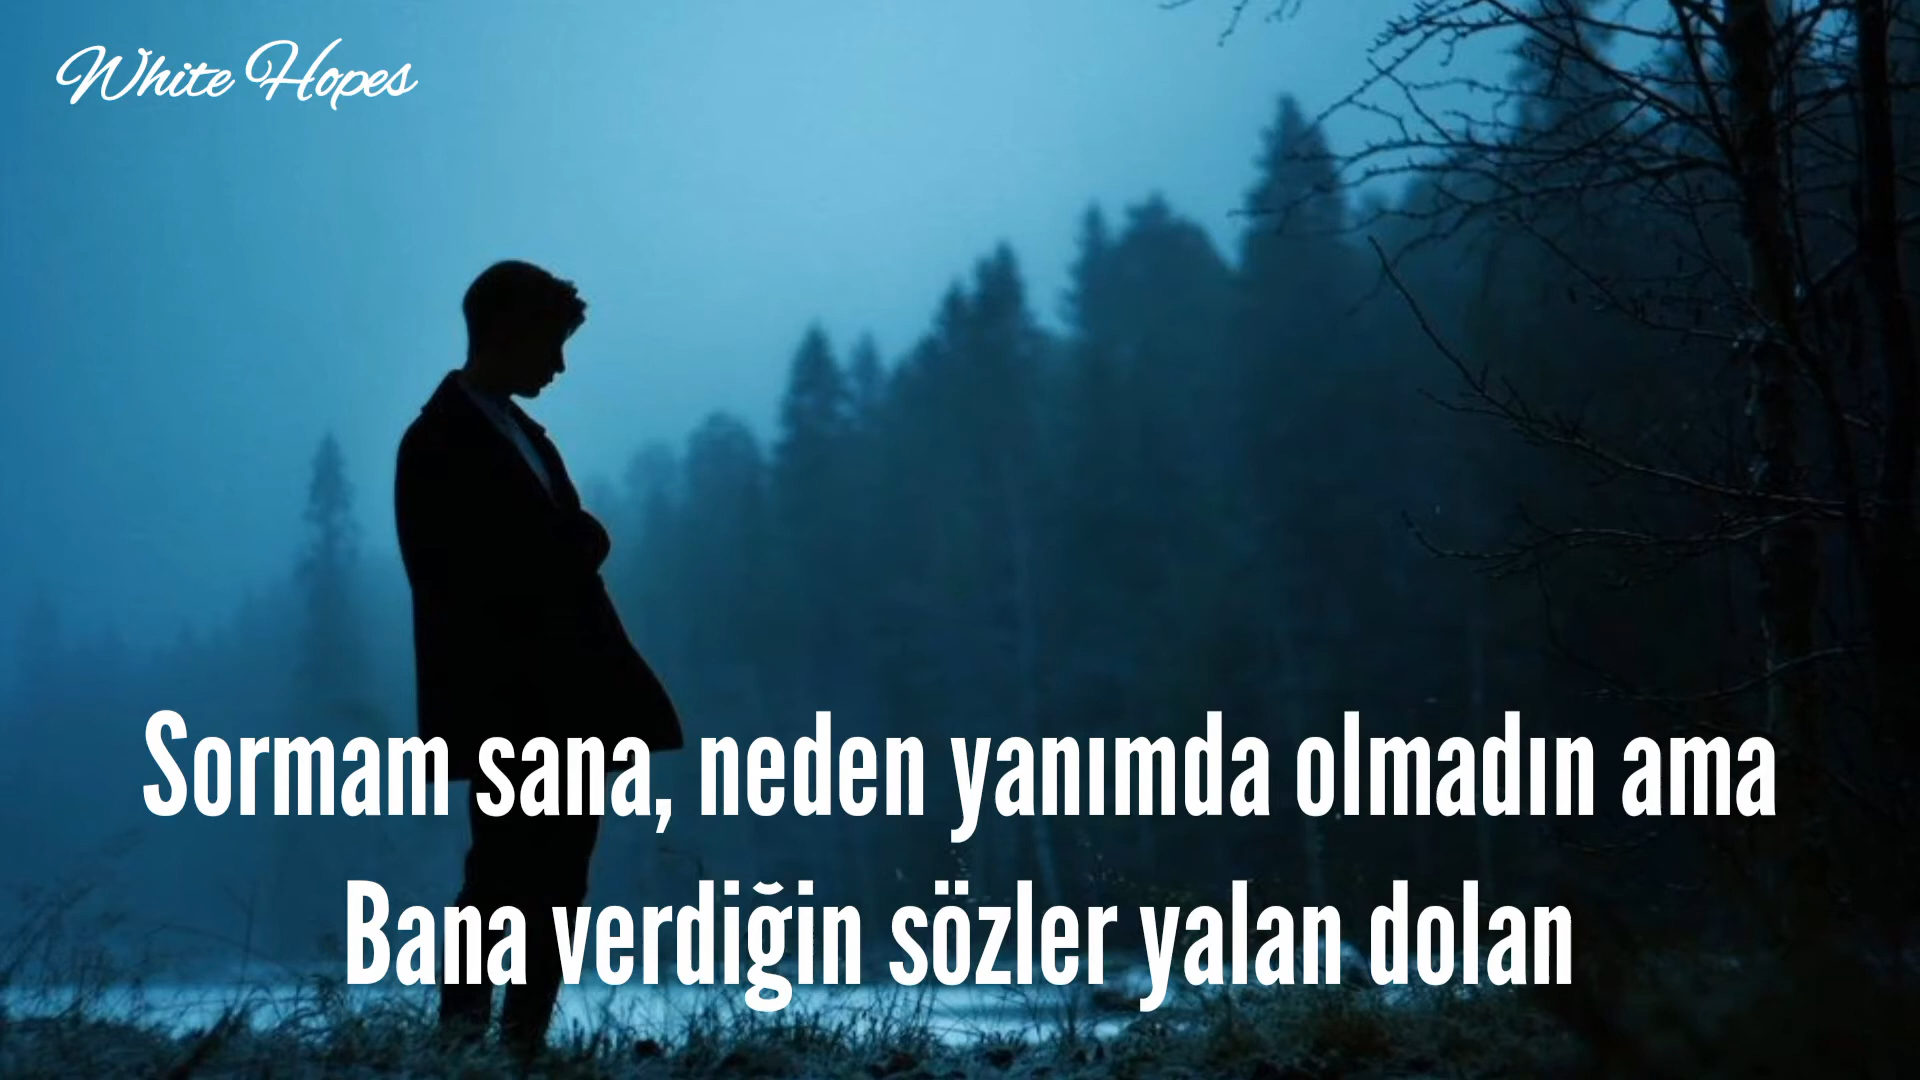 White Hopes
Sormam sana, neden yanımda olmadın ama
Bana verdiğin sözler yalan dolan